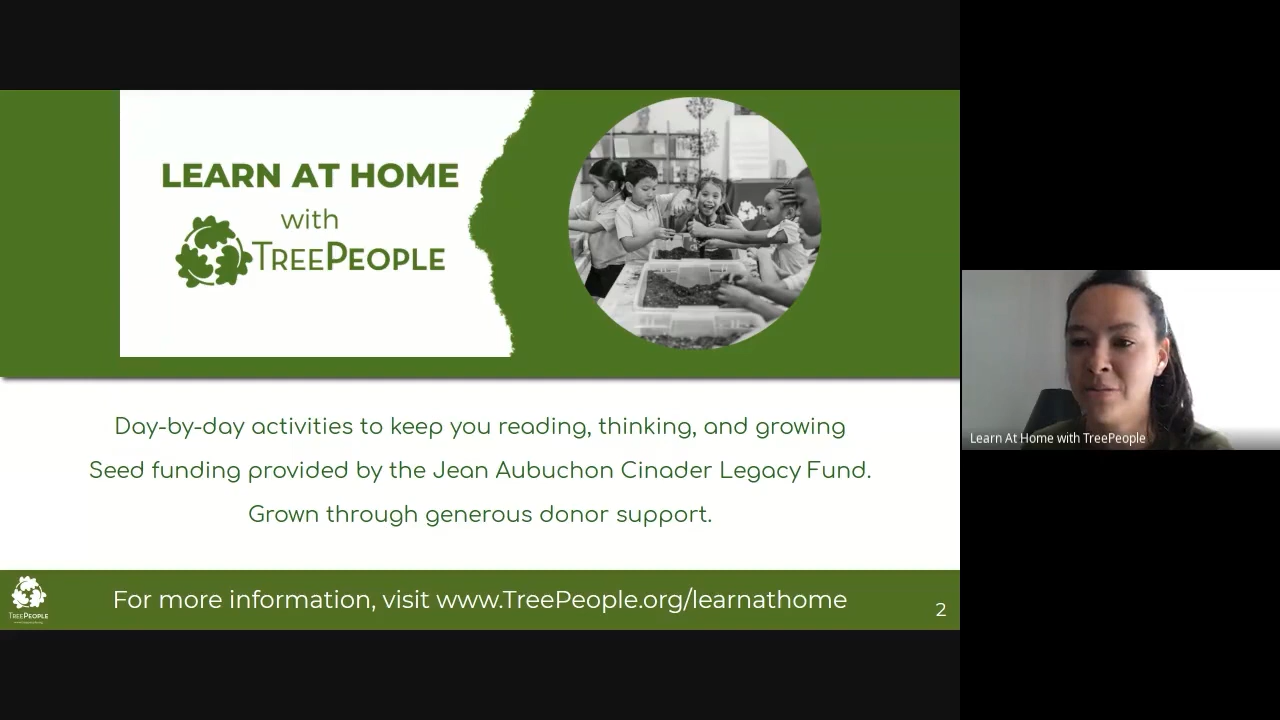 LEARN AT HOME
with
TREEPEOPLE
Day-by-day activities to keep you reading, thinking, and growing
Seed funding provided by the Jean Aubuchon Cinader Legacy Fund.
Grown through generous donor support.
TREEPEOPLE
For more information, visit www.TreePeople.org/learnathome
2
Learn At Home with TreePeople